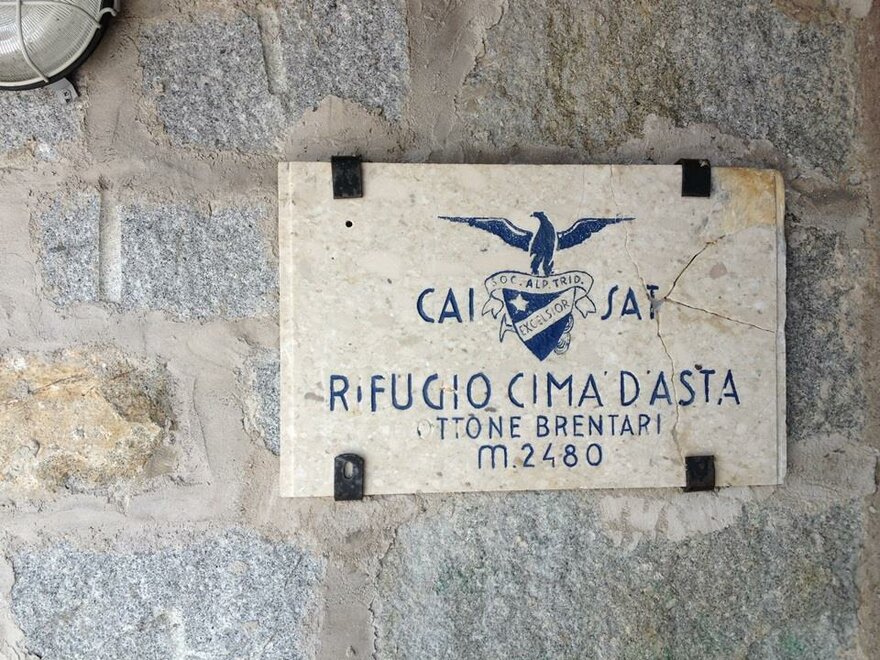 SOC. ALP. TRID.
CAI SAT
EXCELSIOR
RIFUGIO CIMA D'ASTA
OTTONE BRENTARI
m. 2480